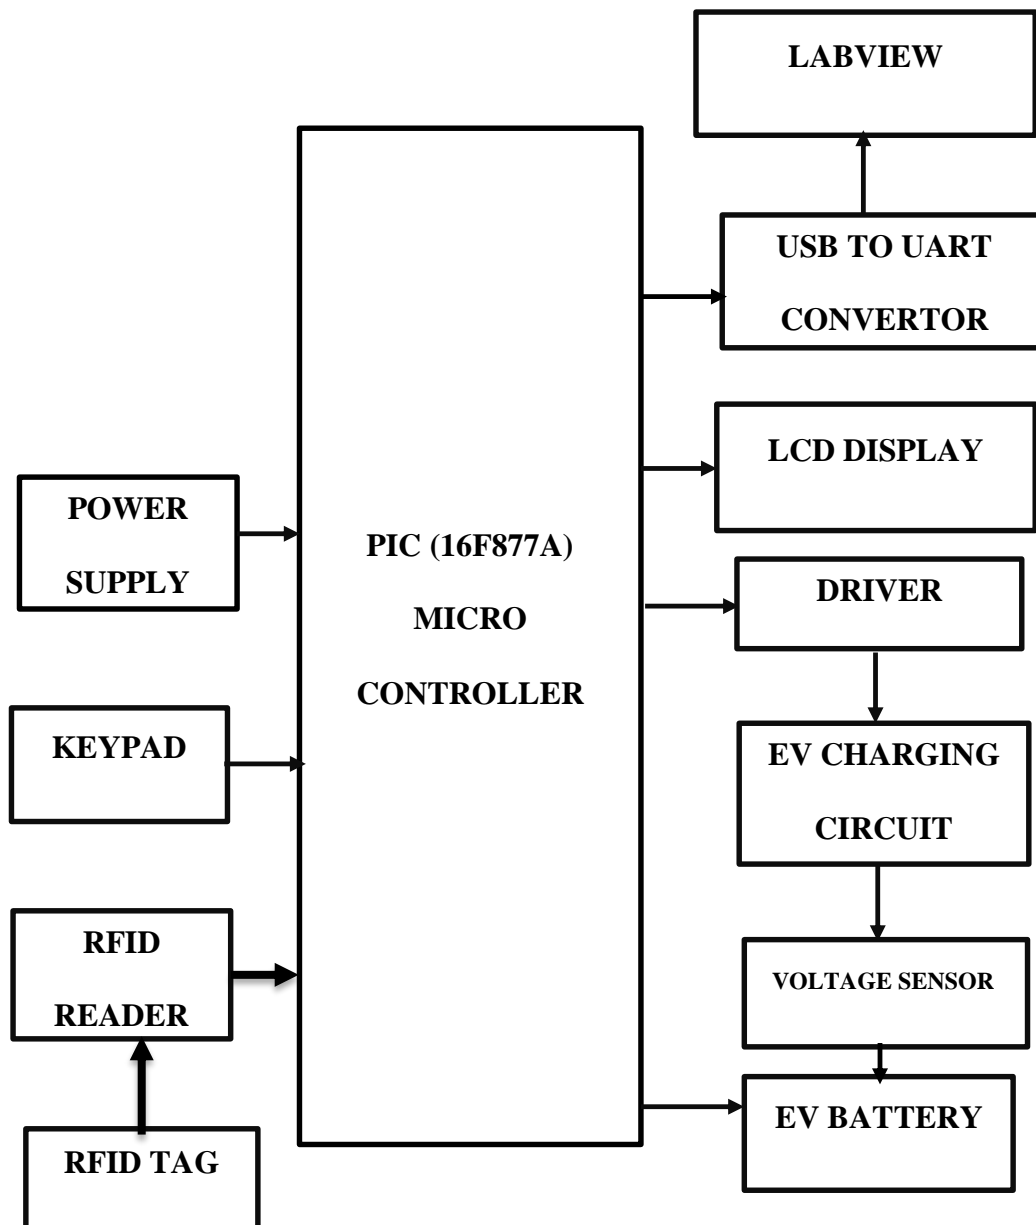 LABVIEW
USB TO UART
CONVERTOR
LCD DISPLAY
POWER
SUPPLY
PIC (16F877A)
MICRO
CONTROLLER
DRIVER
KEYPAD
EV CHARGING
CIRCUIT
RFID
READER
VOLTAGE SENSOR
EV BATTERY
RFID TAG